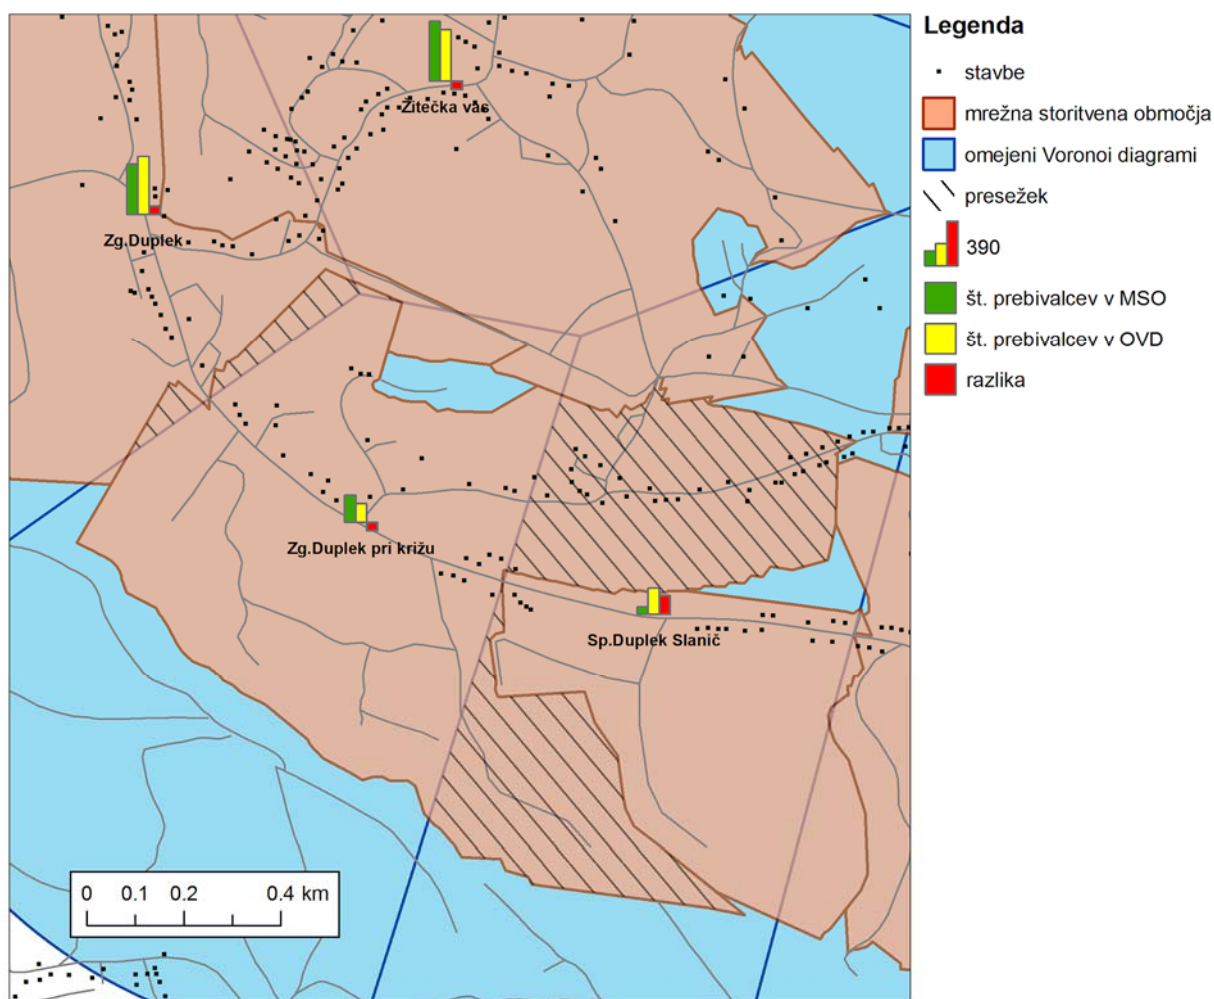 Legenda
stavbe
mrežna storitvena območja
omejeni Voronoi diagrami
presežek
390
št. prebivalcev v MSO
št. prebivalcev v OVD
razlika
Žitečka vas
Zg.Duplek
Zg.Duplek pri križu
Sp.Duplek Slanič
0 0.1 0.2 0.4 km